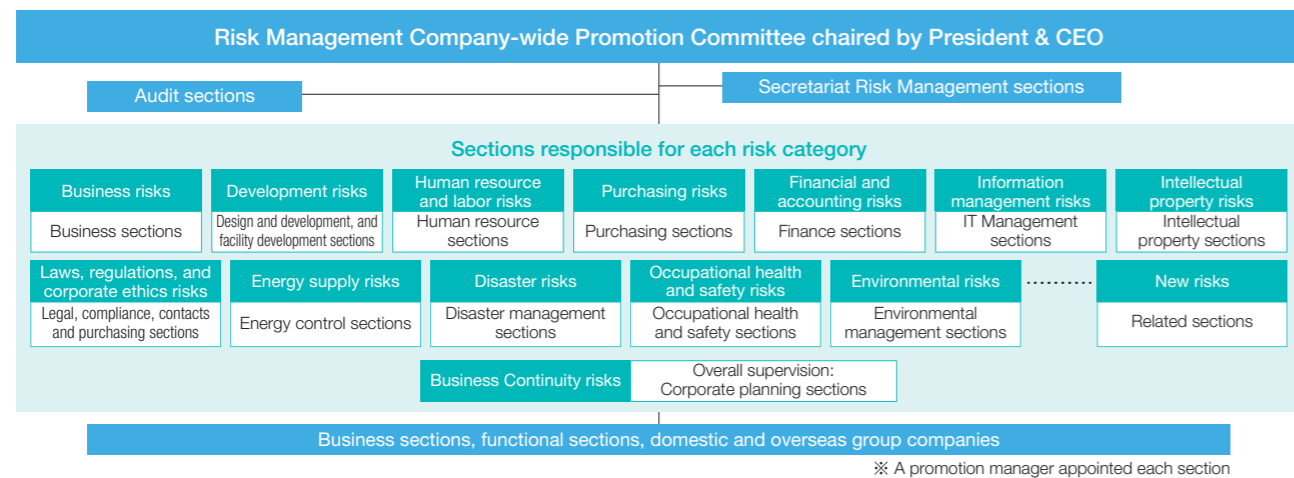 Risk Management Company-wide Promotion Committee chaired by President & CEO
Audit sections
Secretariat Risk Management sections
Sections responsible for each risk category
Business risks
Business sections
Development risks
Design and development, and
facility development sections
Human resource
and labor risks
Human resource
sections
Purchasing risks
Purchasing sections
Financial and
accounting risks
Finance sections
Information
management risks
IT Management
sections
Intellectual
property risks
Intellectual
property sections
Laws, regulations, and
corporate ethics risks
Legal, compliance, contacts
and purchasing sections
Energy supply risks
Energy control sections
Disaster risks
Disaster management
sections
Occupational health
and safety risks
Occupational health
and safety sections
Environmental risks
Environmental
management sections
··········
New risks
Related sections
Business Continuity risks
Overall supervision:
Corporate planning sections
Business sections, functional sections, domestic and overseas group companies
※ A promotion manager appointed each section